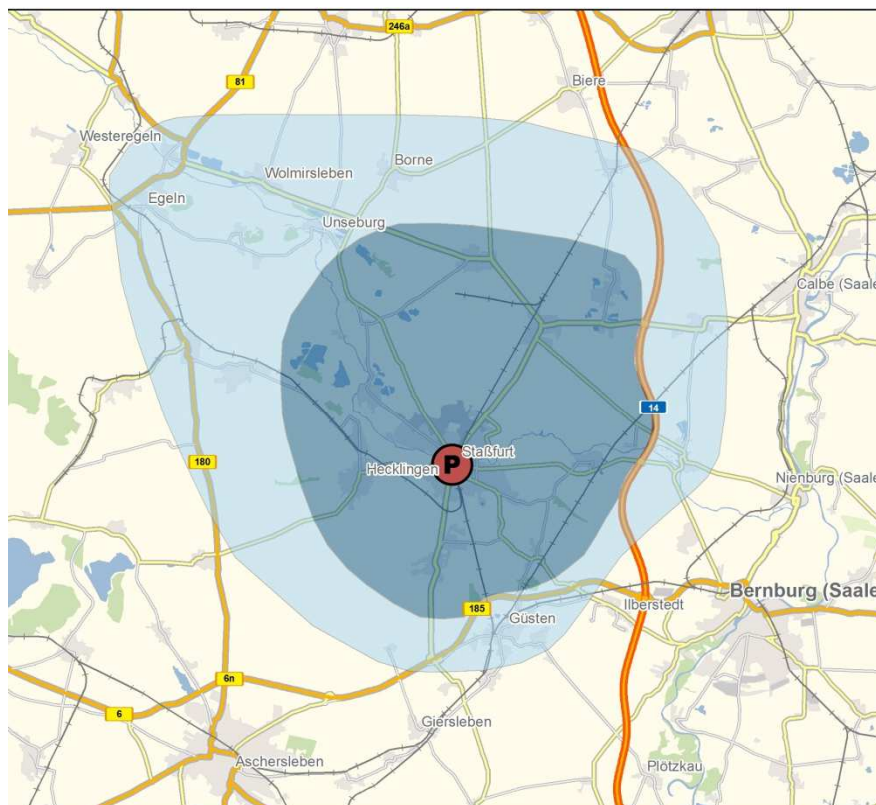 246a
81
Biere
Westeregeln
Borne
Wolmirsleben
Egeln
Unseburg
Calbe (Saale
14
Staßfurt
P
Hecklingen
180
Nienburg (Saale
Bernburg (Saale
185
Ilberstedt
Güsten
6n
6
Giersleben
Aschersleben
Plötzkau